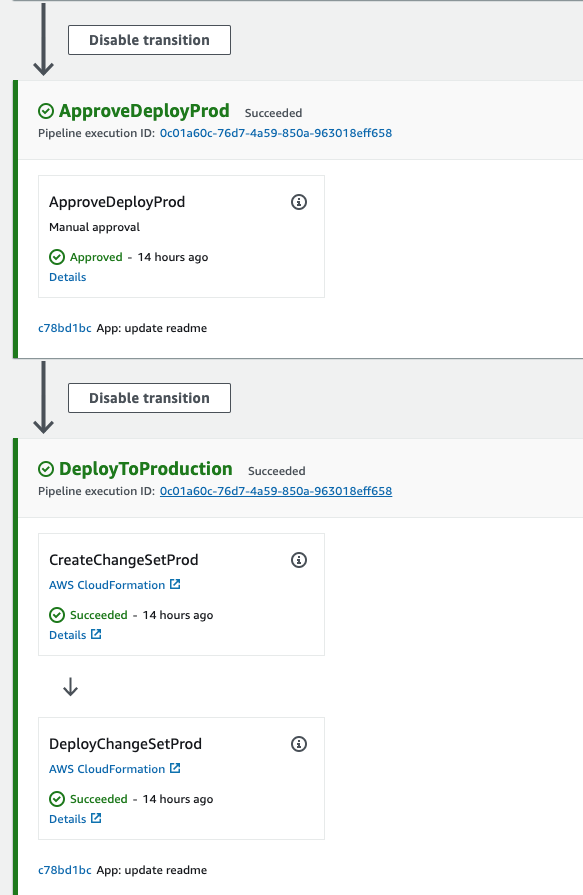 Disable transition
ApproveDeployProd Succeeded
Pipeline execution ID: 0c01a60c-76d7-4a59-850a-963018eff658
ApproveDeployProd
Manual approval
Approved - 14 hours ago
Details
c78bd1bc App: update readme
Disable transition
DeployToProduction Succeeded
Pipeline execution ID: 0c01a60c-76d7-4a59-850a-963018eff658
CreateChangeSetProd
AWS CloudFormation
Succeeded - 14 hours ago
Details
DeployChangeSetProd
AWS CloudFormation
Succeeded - 14 hours ago
Details
c78bd1bc App: update readme